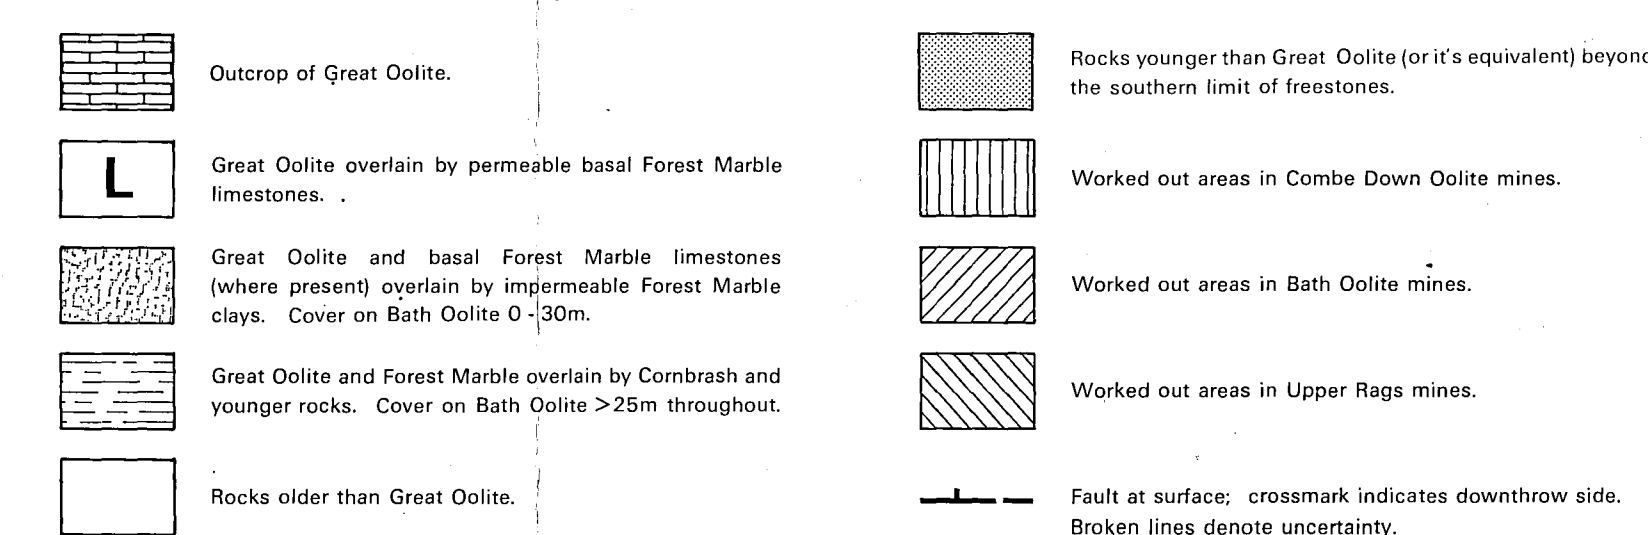 Outcrop of Great Oolite.
L
Great Oolite overlain by permeable basal Forest Marble
limestones.
Great Oolite and basal Forest Marble limestones
(where present) overlain by impermeable Forest Marble
clays. Cover on Bath Oolite 0 - 30m.
Great Oolite and Forest Marble overlain by Cornbrash and
younger rocks. Cover on Bath Oolite >25m throughout.
Rocks older than Great Oolite.
Rocks younger than Great Oolite (or it's equivalent) beyond
the southern limit of freestones.
Worked out areas in Combe Down Oolite mines.
Worked out areas in Bath Oolite mines.
Worked out areas in Upper Rags mines.
Fault at surface; crossmark indicates downthrow side.
Broken lines denote uncertainty.